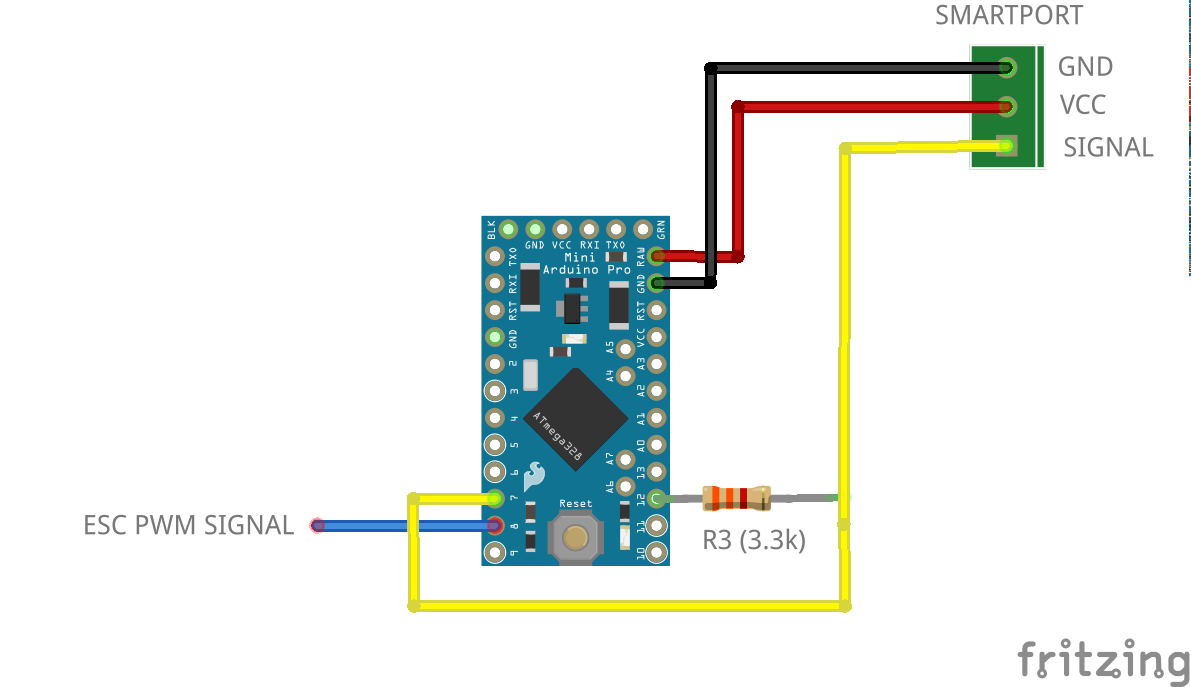 SMARTPORT
GND
VCC
SIGNAL
BLK
GRN
GND VCC RXI TXO
Mini
Arduino Pro
TXO
RXI
RST
GND
2
3
4
5
6
7
8
9
RAW
GND
RST
VCC
A3
A2
A1
A0
13
12
11
10
A5
A4
A7
A6
ATmega328
Reset
ESC PWM SIGNAL
R3 (3.3k)
fritzing